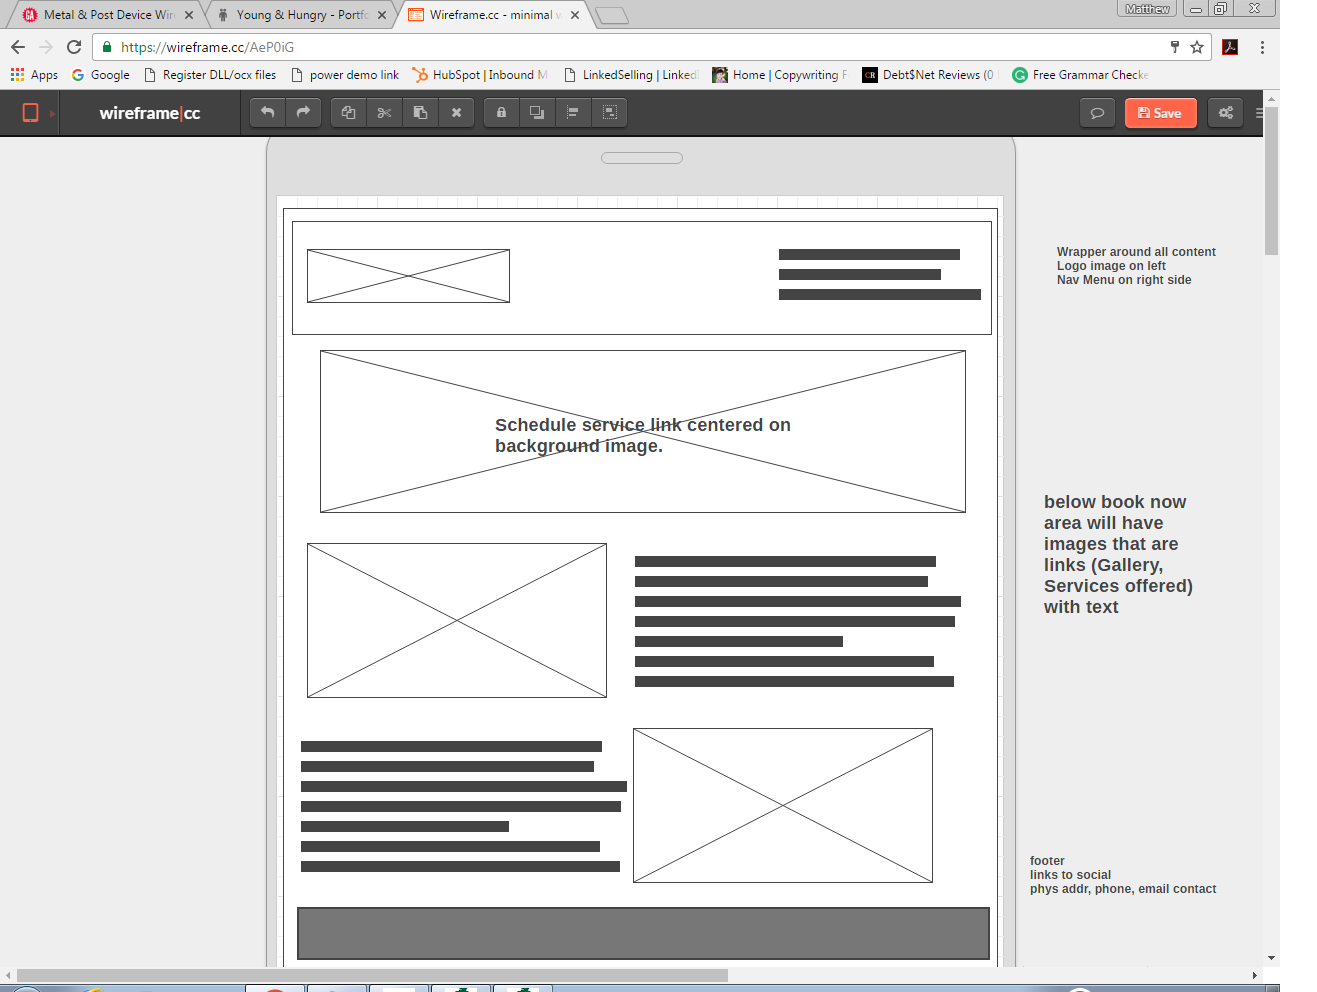 Metal & Post Device Wir
Young & Hungry - Portfo
Wireframe.cc - minimal w
Matthew
https://wireframe.cc/AeP0iG
Apps
Google
Register DLL/ocx files
power demo link
HubSpot | Inbound M
LinkedSelling | Linked
Home | Copywriting F
CR
Debt$Net Reviews (0
Free Grammar Checke
wireframe|cc
Save
Wrapper around all content
Logo image on left
Nav Menu on right side
Schedule service link centered on
background image.
below book now
area will have
images that are
links (Gallery,
Services offered)
with text
footer
links to social
phys addr, phone, email contact